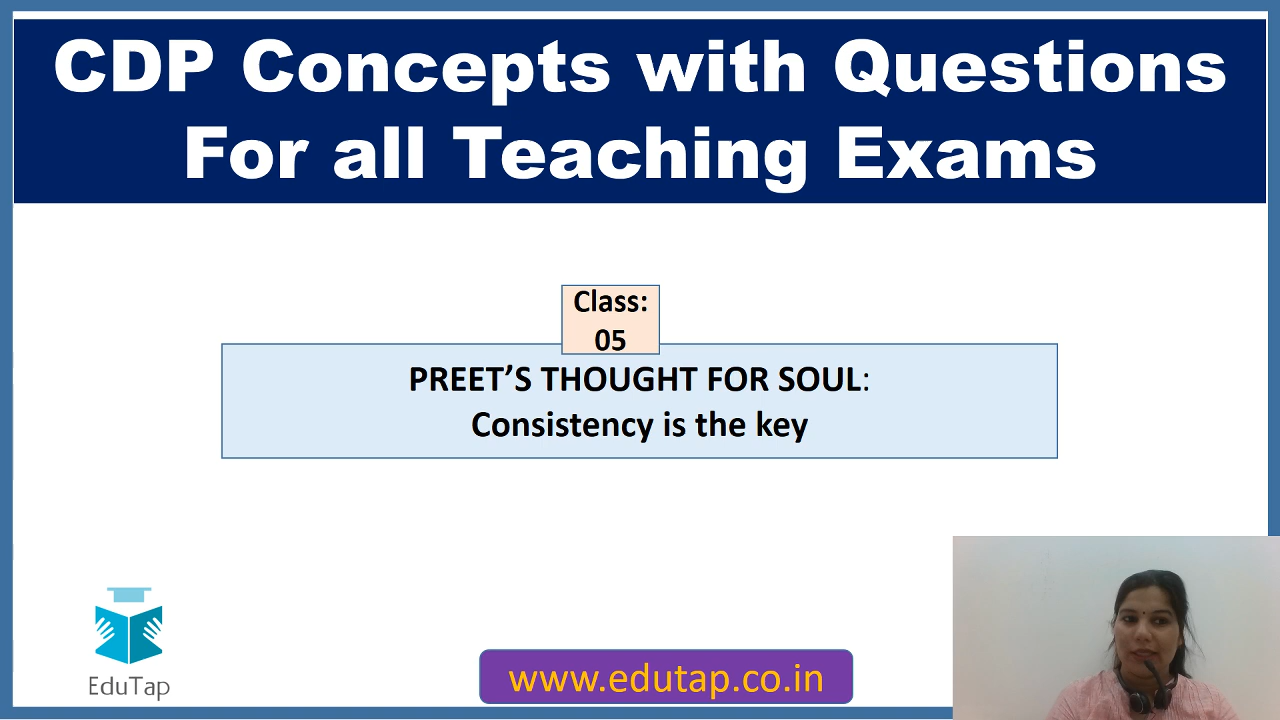 CDP Concepts with Questions
For all Teaching Exams
Class:
05
PREET’S THOUGHT FOR SOUL:
Consistency is the key
EduTap
www.edutap.co.in